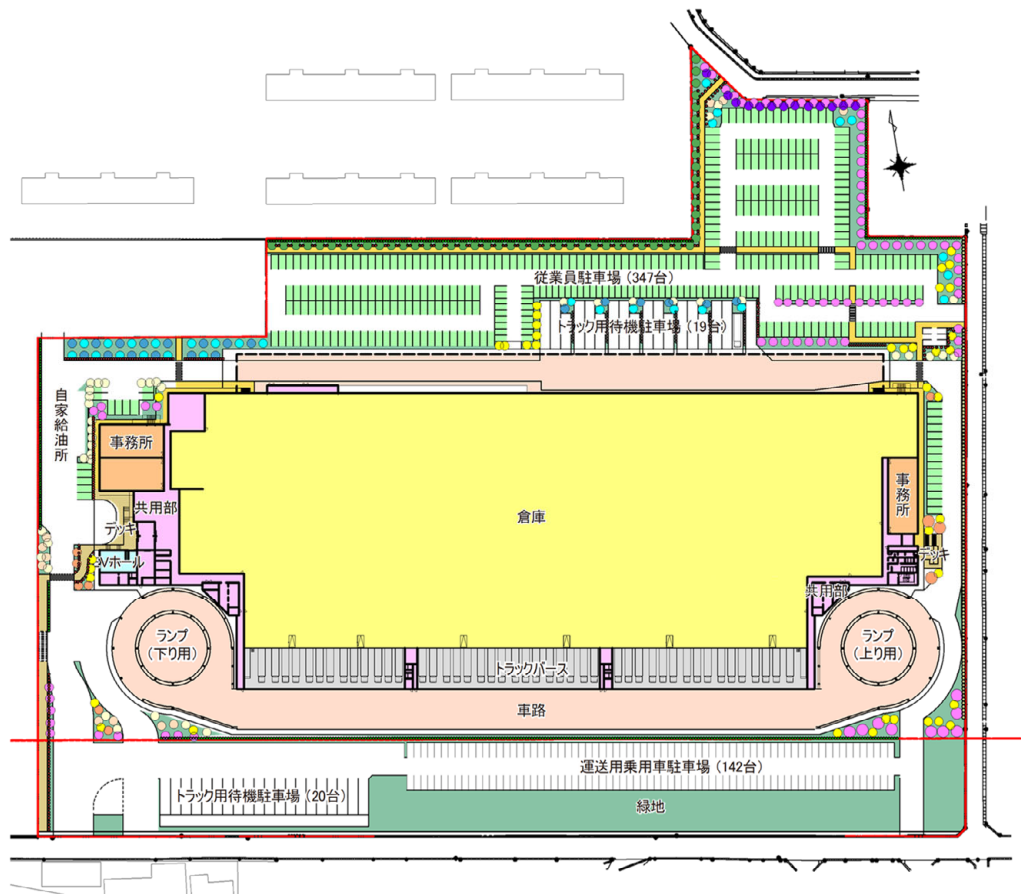 従業員駐車場(347台)
トラック用待機駐車場(19台)
自家給油所
事務所
共用部
デッキ
EVホール
倉庫
事務所
デッキ
共用部
ランプ
(下り用)
ランプ
(上り用)
トラックバース
車路
運送用乗用車駐車場(142台)
トラック用待機駐車場(20台)
緑地